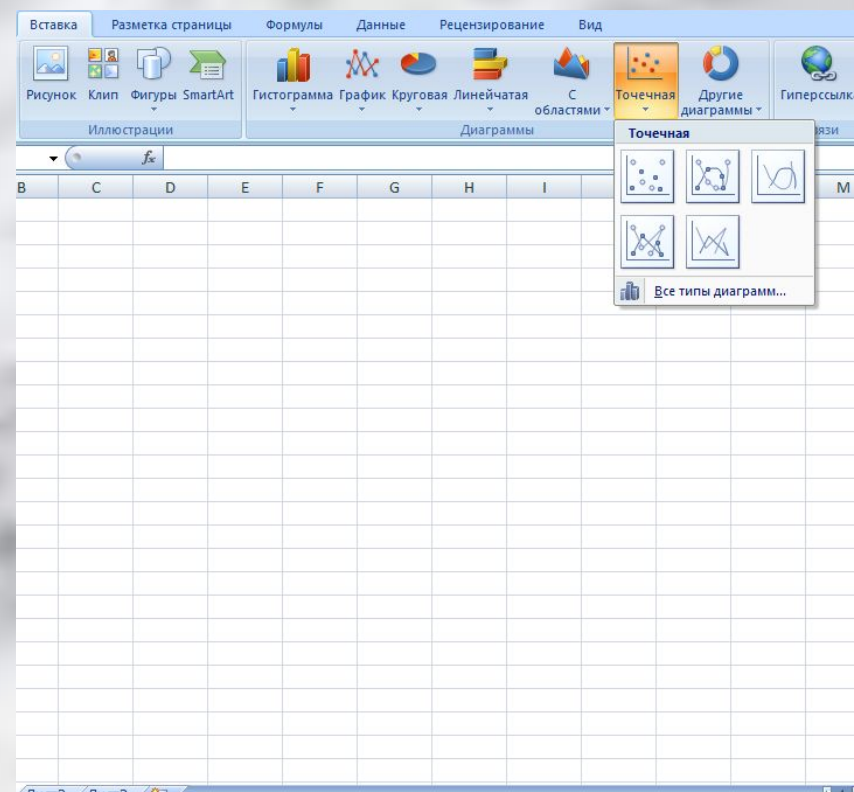 Вставка Разметка страницы Формулы Данные Рецензирование Вид
Рисунок Клип Фигуры SmartArt Гистограмма График Круговая Линейчатая С областями Точечная Другие диаграммы
Иллюстрации Диаграммы
Точечная
fx
B C D E F G H I M
Все типы диаграмм...